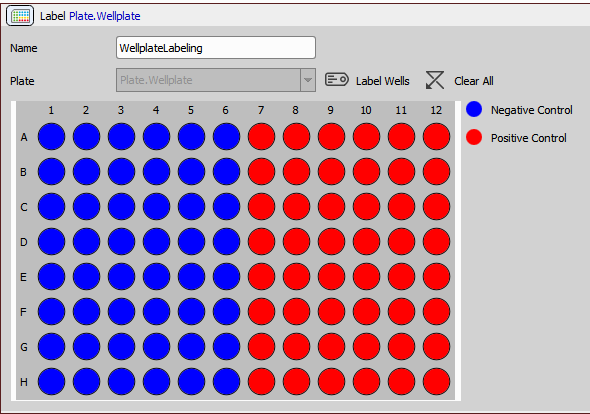 Label Plate.Wellplate
Name WellplateLabeling
Plate Plate.Wellplate Label Wells Clear All
1 2 3 4 5 6 7 8 9 10 11 12 Negative Control
A Positive Control
B
C
D
E
F
G
H